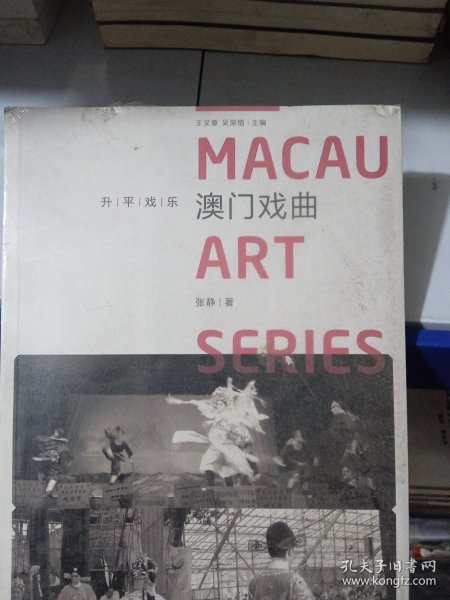 王文章 吴荣恺|主编
MACAU
升|平|戏|乐
澳门戏曲
ART
张静|著
SERIES
孔夫子旧书网
www.kongfz.com